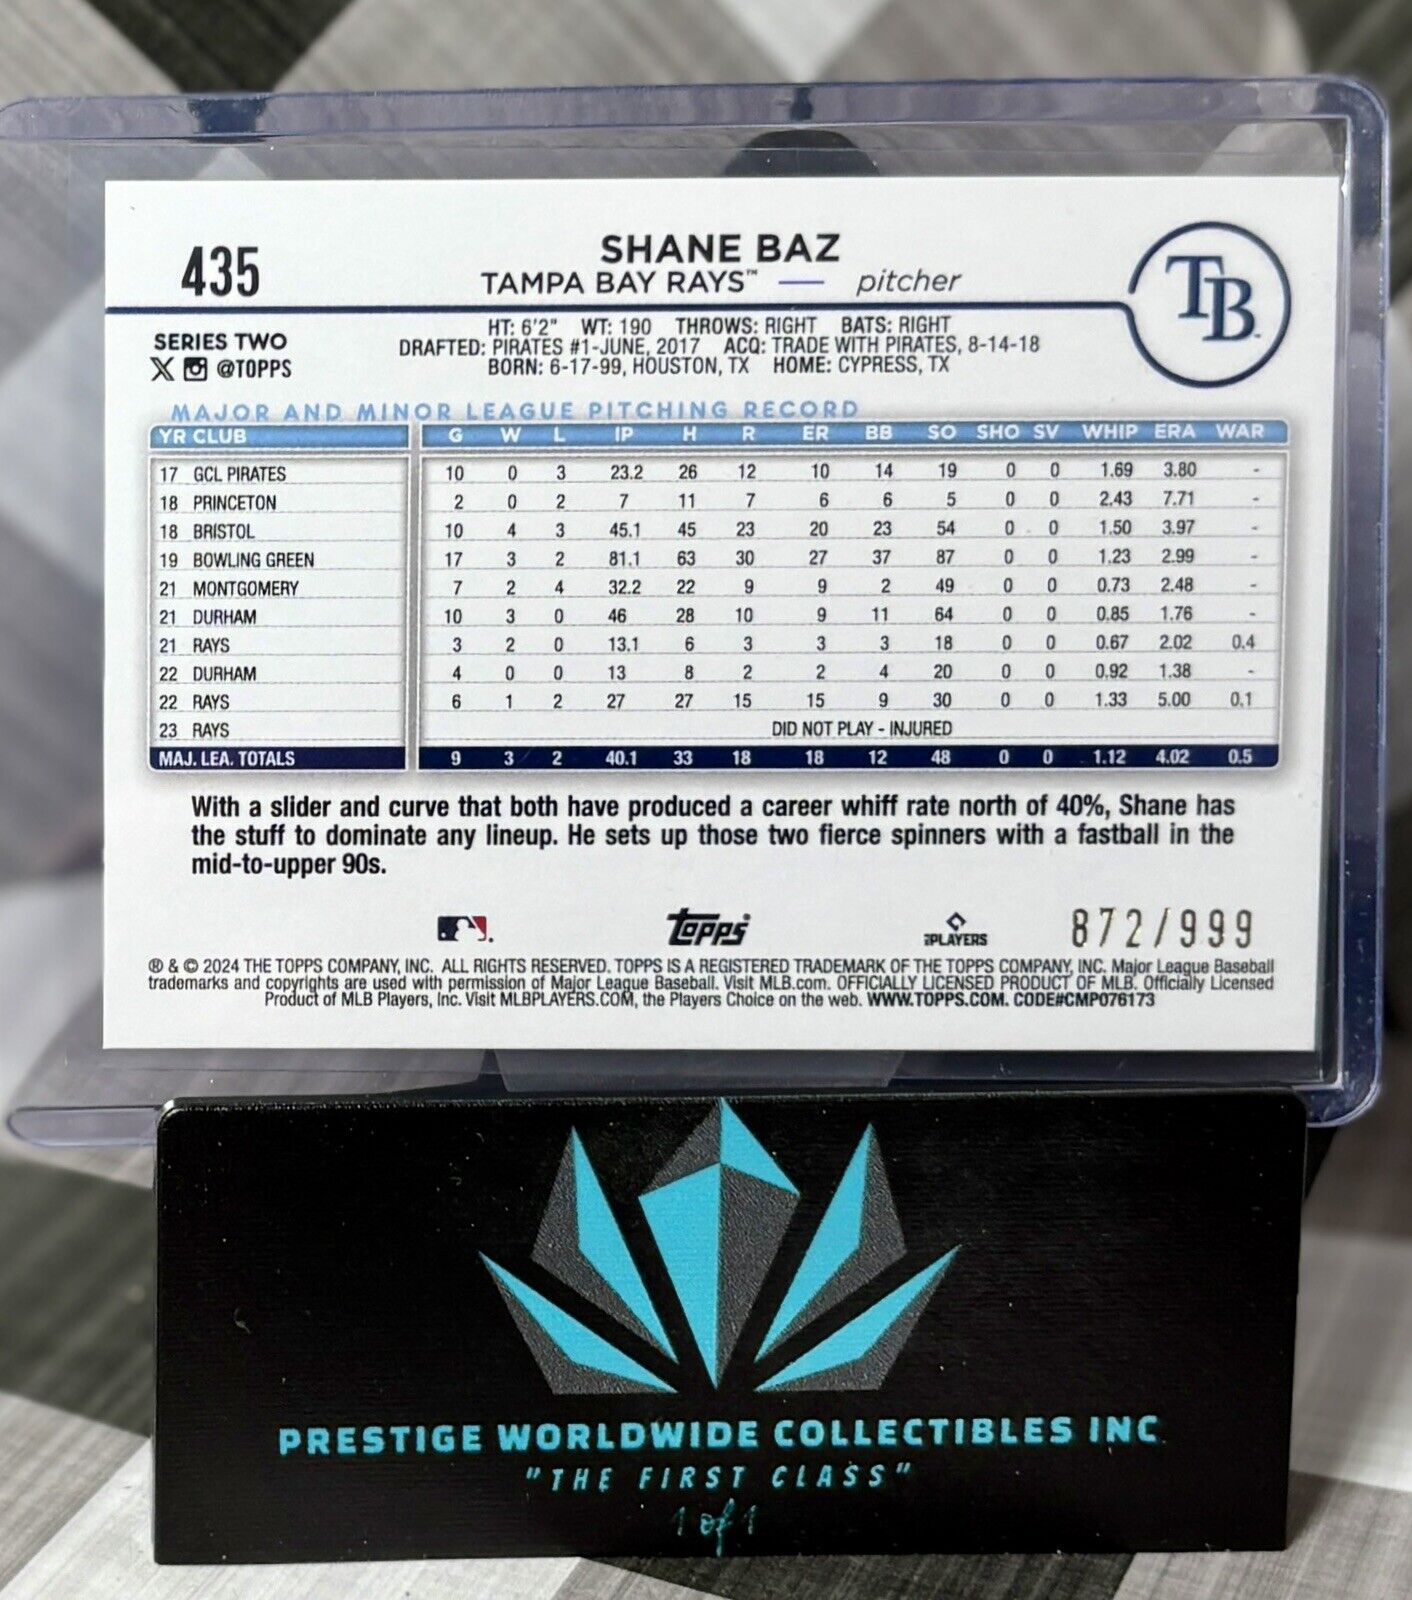 435
SHANE BAZ
TAMPA BAY RAYS™ — pitcher
TB
SERIES TWO
X @TOPPS
HT: 6'2" WT: 190 THROWS: RIGHT BATS: RIGHT
DRAFTED: PIRATES #1-JUNE, 2017 ACQ: TRADE WITH PIRATES, 8-14-18
BORN: 6-17-99, HOUSTON, TX HOME: CYPRESS, TX
MAJOR AND MINOR LEAGUE PITCHING RECORD
YR CLUB G W L IP H R ER BB SO SHO SV WHIP ERA WAR
17 GCL PIRATES 10 0 3 23.2 26 12 10 14 19 0 0 1.69 3.80 -
18 PRINCETON 2 0 2 7 11 7 6 6 5 0 0 2.43 7.71 -
18 BRISTOL 10 4 3 45.1 45 23 20 23 54 0 0 1.50 3.97 -
19 BOWLING GREEN 17 3 2 81.1 63 30 27 37 87 0 0 1.23 2.99 -
21 MONTGOMERY 7 2 4 32.2 22 9 9 2 49 0 0 0.73 2.48 -
21 DURHAM 10 3 0 46 28 10 9 11 64 0 0 0.85 1.76 -
21 RAYS 3 2 0 13.1 6 3 3 3 18 0 0 0.67 2.02 0.4
22 DURHAM 4 0 0 13 8 2 2 4 20 0 0 0.92 1.38 -
22 RAYS 6 1 2 27 27 15 15 9 30 0 0 1.33 5.00 0.1
23 RAYS DID NOT PLAY - INJURED
MAJ. LEA. TOTALS 9 3 2 40.1 33 18 18 12 48 0 0 1.12 4.02 0.5
With a slider and curve that both have produced a career whiff rate north of 40%, Shane has
the stuff to dominate any lineup. He sets up those two fierce spinners with a fastball in the
mid-to-upper 90s.
topps
MLBPLAYERS
872/999
® & © 2024 THE TOPPS COMPANY, INC. ALL RIGHTS RESERVED. TOPPS IS A REGISTERED TRADEMARK OF THE TOPPS COMPANY, INC. Major League Baseball
trademarks and copyrights are used with permission of Major League Baseball. Visit MLB.com. OFFICIALLY LICENSED PRODUCT OF MLB. Officially Licensed
Product of MLB Players, Inc. Visit MLBPLAYERS.COM, the Players Choice on the web. WWW.TOPPS.COM. CODE#CMP076173
PRESTIGE WORLDWIDE COLLECTIBLES INC
"THE FIRST CLASS"
1 of 1